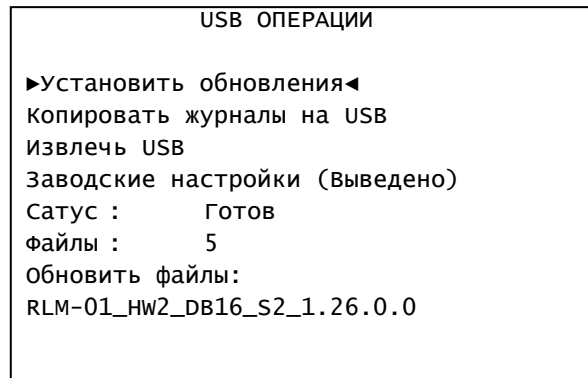 USB ОПЕРАЦИИ
►Установить обновления◄
Копировать журналы на USB
Извлечь USB
Заводские настройки (Выведено)
Сатус : Готов
Файлы : 5
Обновить файлы:
RLM-01_HW2_DB16_S2_1.26.0.0